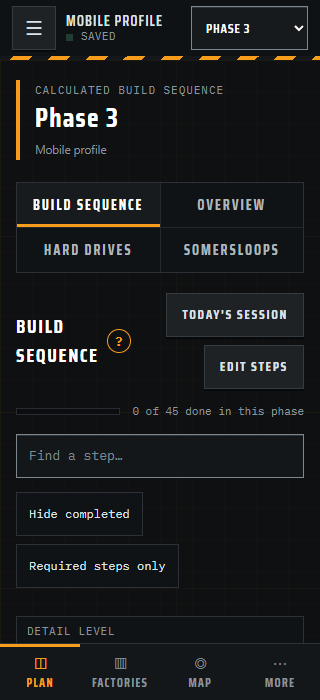 MOBILE PROFILE
SAVED
PHASE 3
CALCULATED BUILD SEQUENCE
Phase 3
Mobile profile
BUILD SEQUENCE
OVERVIEW
HARD DRIVES
SOMERSLOOPS
BUILD
SEQUENCE
?
TODAY'S SESSION
EDIT STEPS
0 of 45 done in this phase
Find a step…
Hide completed
Required steps only
DETAIL LEVEL
PLAN
FACTORIES
MAP
MORE